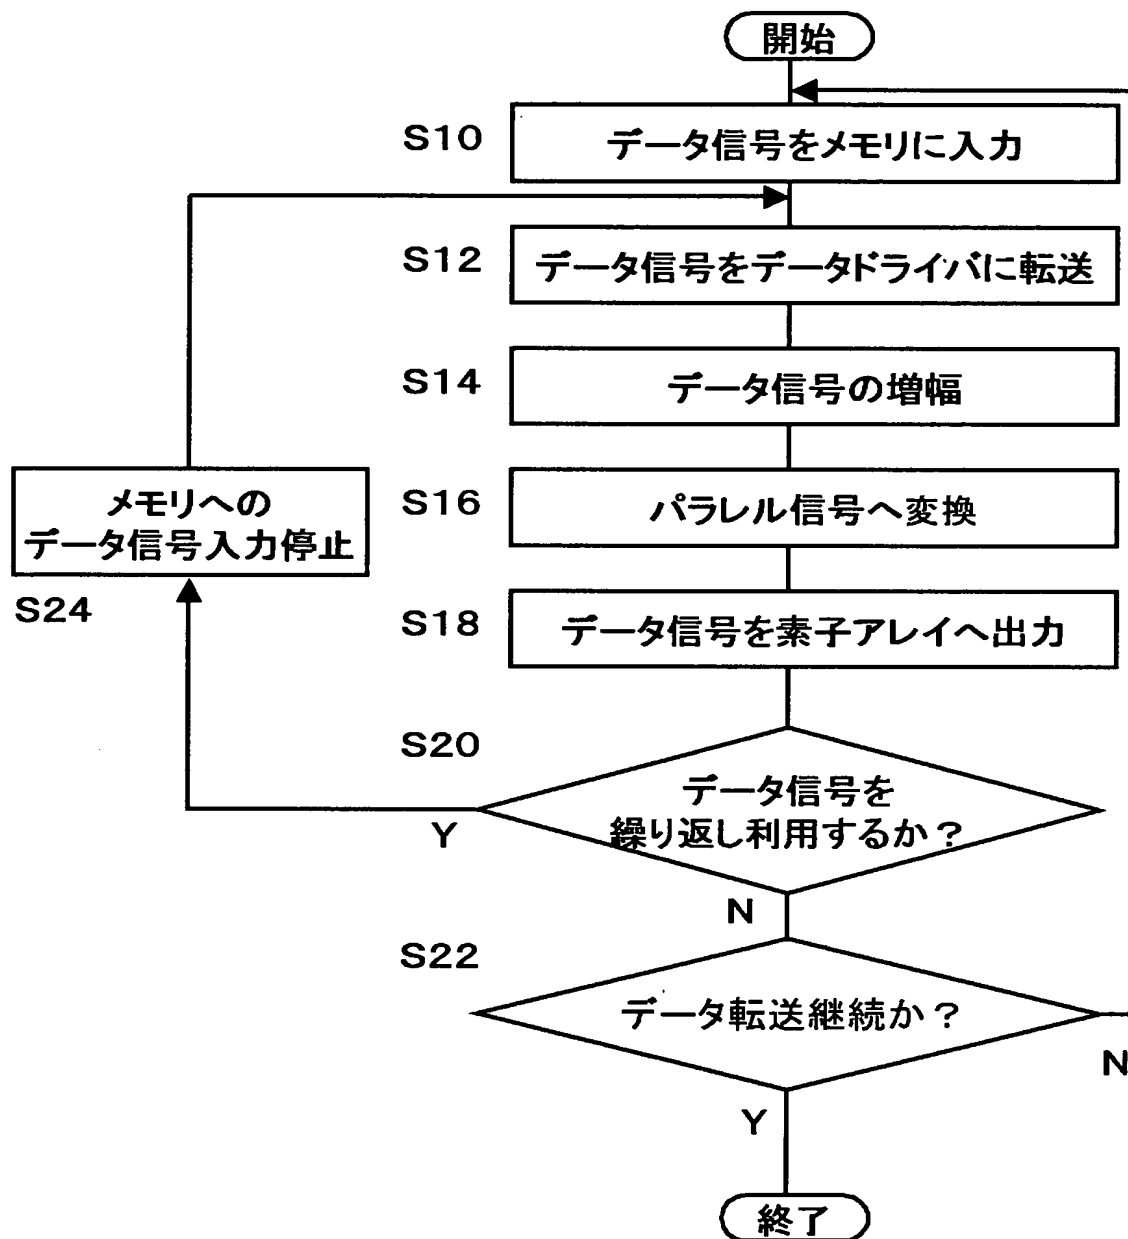 開始
S10
データ信号をメモリに入力
S12
データ信号をデータドライバに転送
S14
データ信号の増幅
S16
パラレル信号へ変換
メモリへの
データ信号入力停止
S24
S18
データ信号を素子アレイへ出力
S20
データ信号を
繰り返し利用するか?
Y
N
S22
データ転送継続か?
N
Y
終了